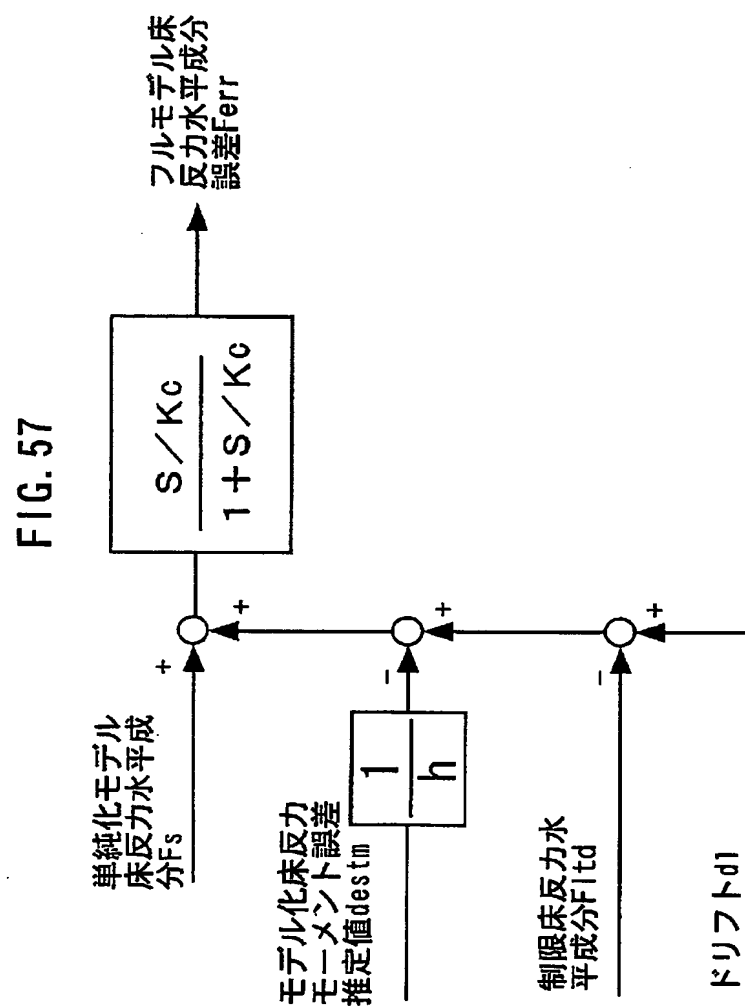 FIG. 57
単純化モデル
床反力水平成
分Fs
+
+
S/Kc
1+S/Kc
フルモデル床
反力水平成分
誤差Ferr
モデル化床反力
モーメント誤差
推定値destm
1
h
-
+
制限床反力水
平成分Fltd
-
+
ドリフトd1